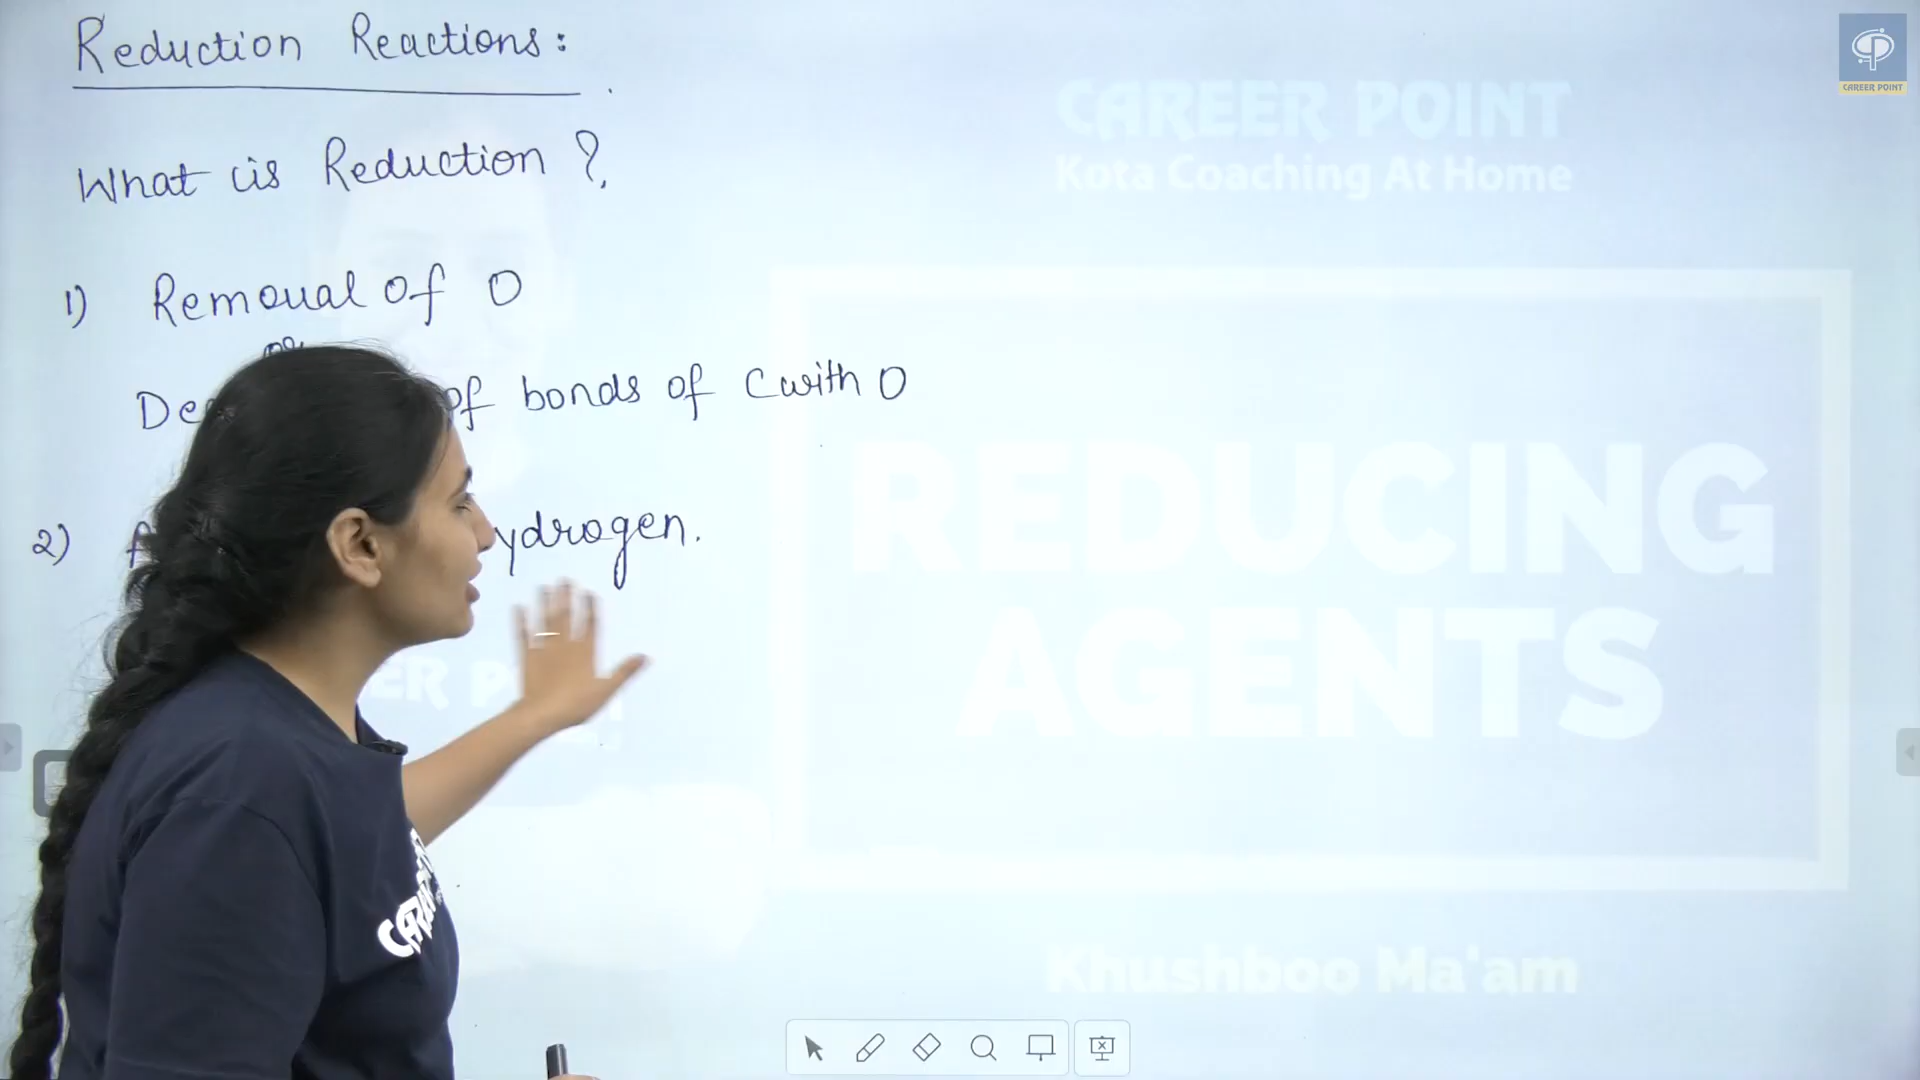 Reduction Reactions:
What is Reduction ?
1) Removal of O
or
of bonds of C with O
2)
CAREER POINT
Kota Coaching At Home
REDUCING
AGENTS
Khushboo Ma'am
CAREER POINT